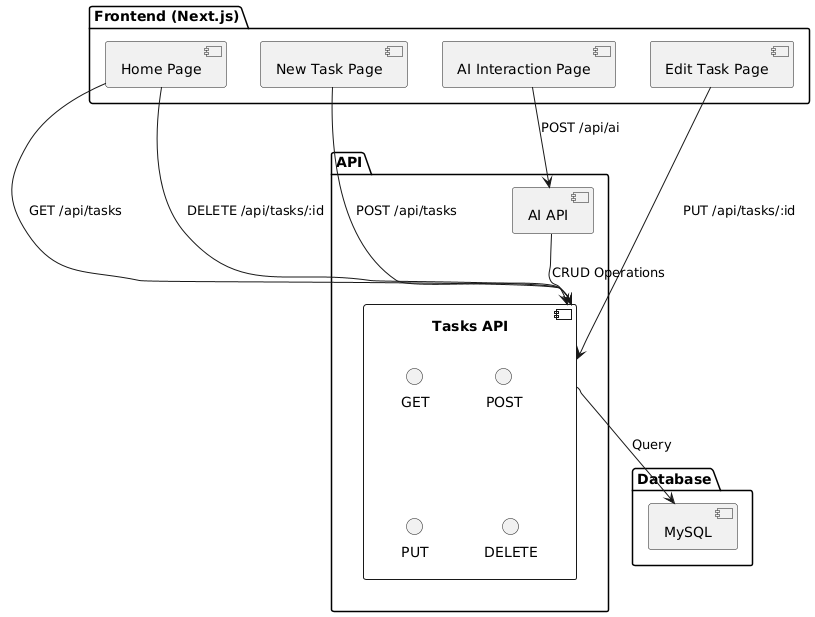 Frontend (Next.js)
Home Page
New Task Page
AI Interaction Page
Edit Task Page
POST /api/ai
API
AI API
GET /api/tasks
DELETE /api/tasks/:id
POST /api/tasks
PUT /api/tasks/:id
CRUD Operations
Tasks API
GET
POST
Query
Database
MySQL
PUT
DELETE